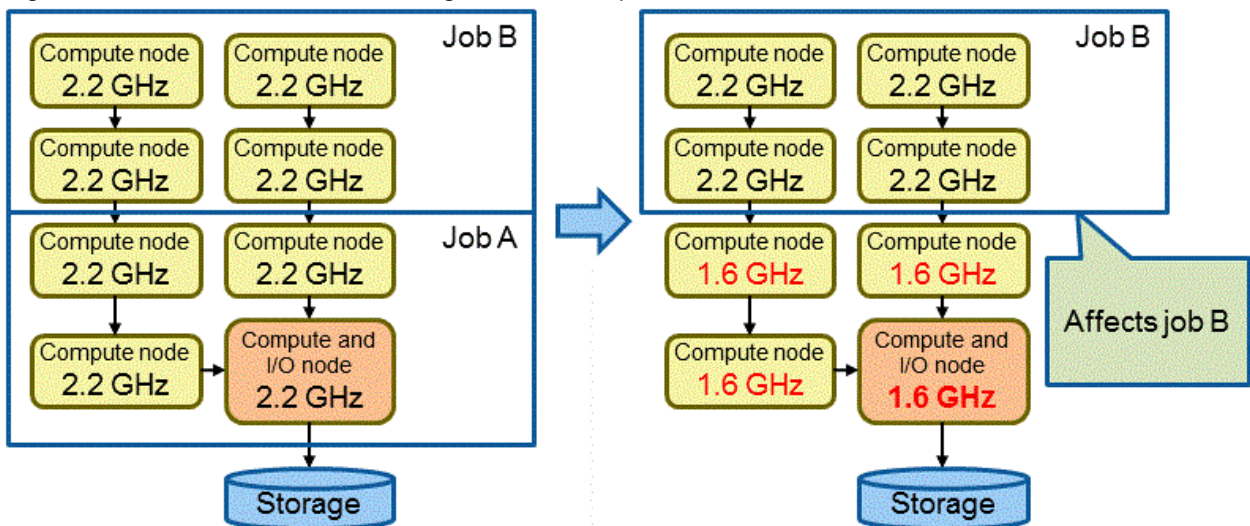 Job B
Compute node
2.2 GHz
Compute node
2.2 GHz
Compute node
2.2 GHz
Compute node
2.2 GHz
Job A
Compute node
2.2 GHz
Compute node
2.2 GHz
Compute node
2.2 GHz
Compute and
I/O node
2.2 GHz
Storage
Job B
Compute node
2.2 GHz
Compute node
2.2 GHz
Compute node
2.2 GHz
Compute node
2.2 GHz
Compute node
1.6 GHz
Compute node
1.6 GHz
Affects job B
Compute node
1.6 GHz
Compute and
I/O node
1.6 GHz
Storage